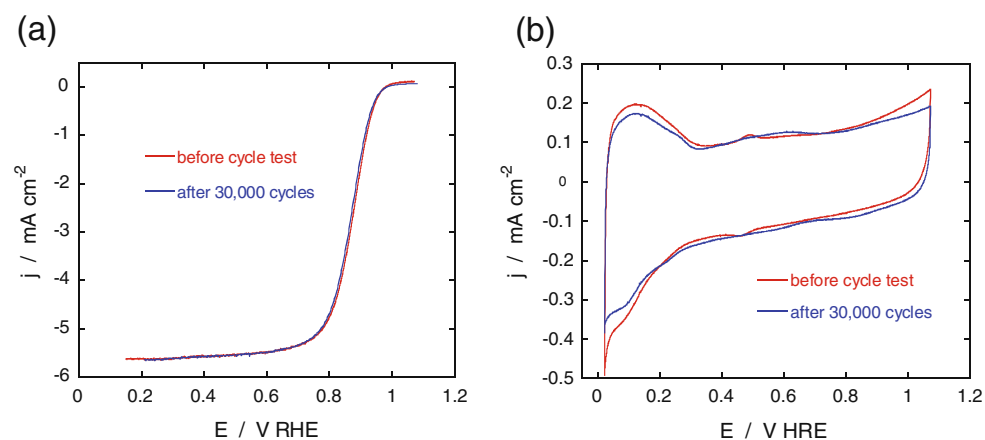 (a)
0
-1
-2
-3
-4
-5
-6
j / mA cm⁻²
before cycle test
after 30,000 cycles
0 0.2 0.4 0.6 0.8 1 1.2
E / V RHE
(b)
0.3
0.2
0.1
0
-0.1
-0.2
-0.3
-0.4
-0.5
j / mA cm⁻²
before cycle test
after 30,000 cycles
0 0.2 0.4 0.6 0.8 1 1.2
E / V HRE